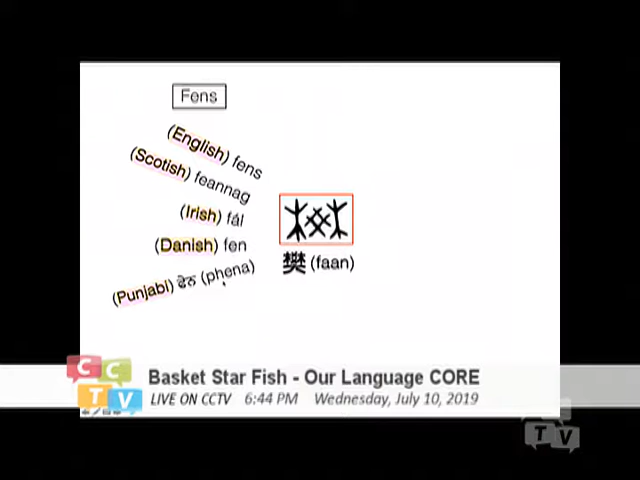 Fens
(English) fens
(Scotish) feannag
(Irish) fál
(Danish) fen
(Punjabi) ਫੇਨ (phena)
樊 (faan)
CCTV
Basket Star Fish - Our Language CORE
LIVE ON CCTV 6:44 PM Wednesday, July 10, 2019
TV